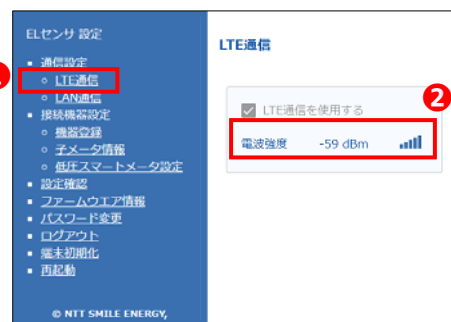 ELセンサ 設定
通信設定
LTE通信
LAN通信
接続機器設定
機器登録
子メータ情報
低圧スマートメータ設定
設定確認
ファームウエア情報
パスワード変更
ログアウト
端末初期化
再起動
© NTT SMILE ENERGY,
LTE通信
2
LTE通信を使用する
電波強度 -59 dBm